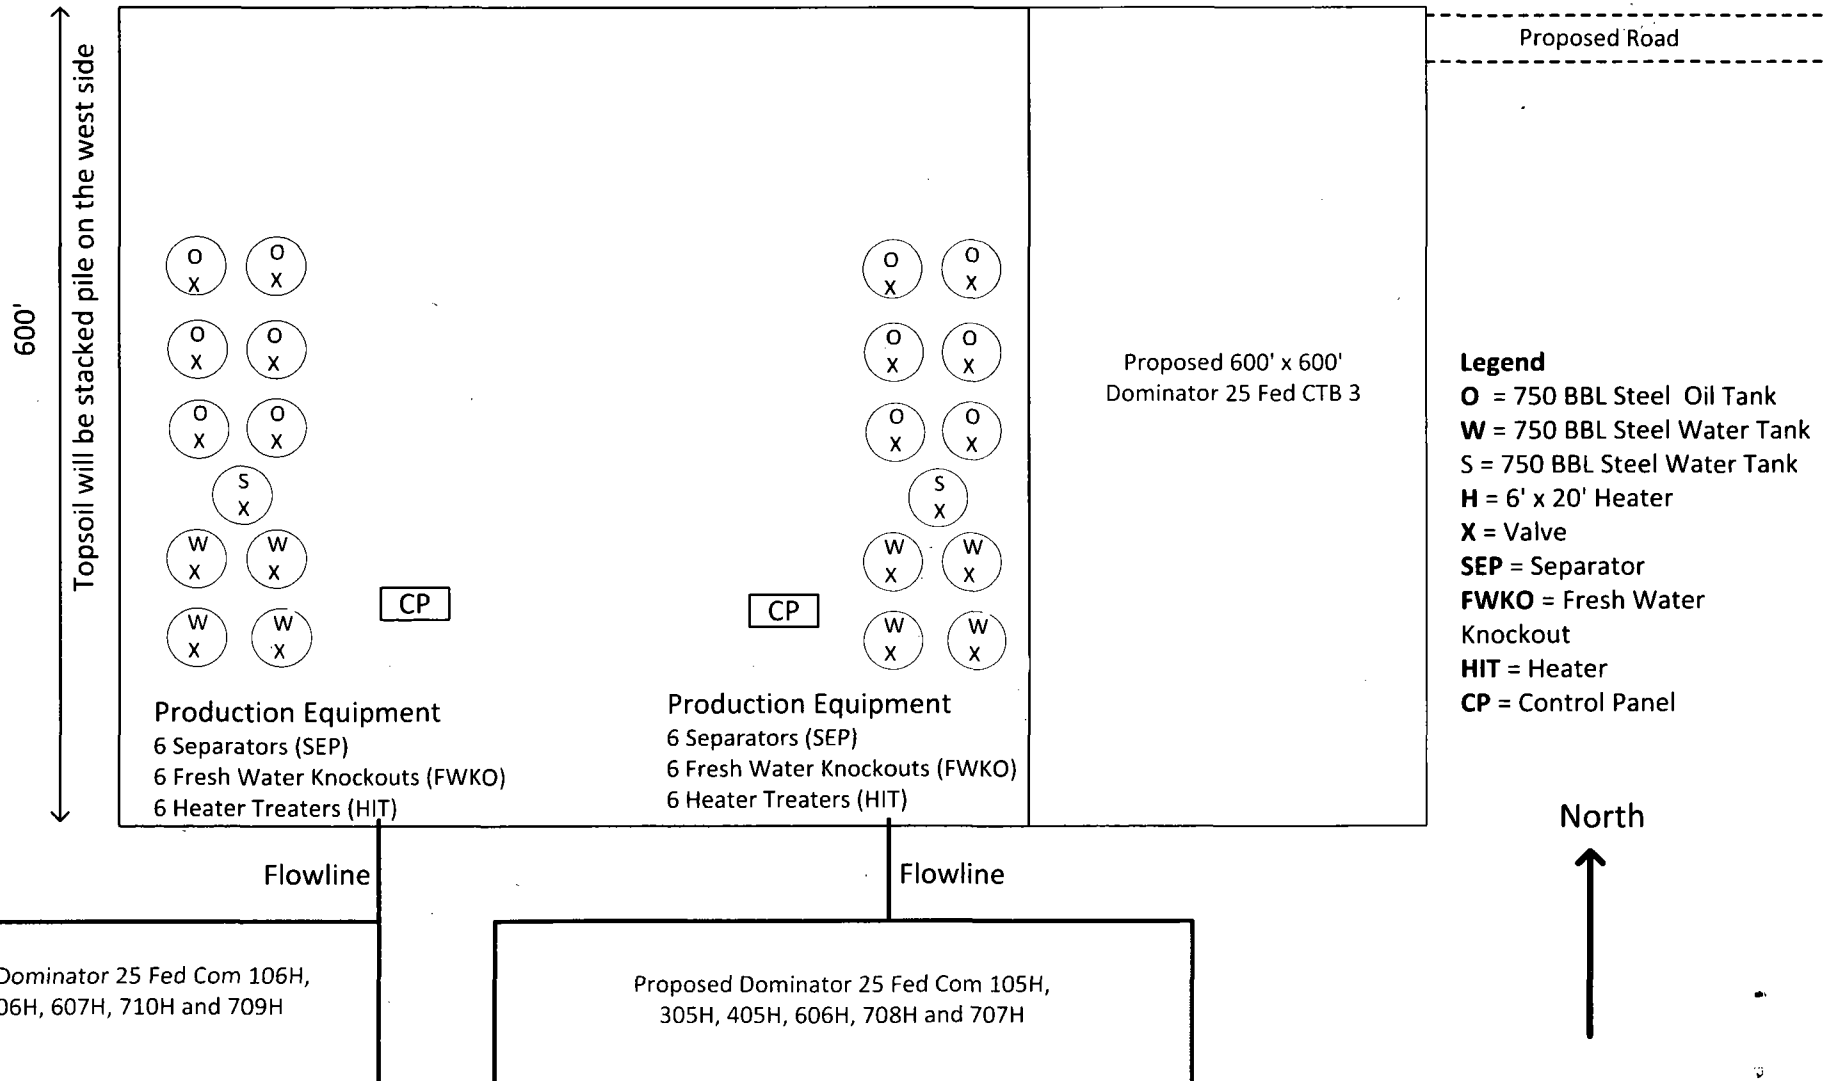 Proposed Road
600'
Topsoil will be stacked pile on the west side
O O O O
X X X X
O O O O
X X X X
O O O O
X X X X
S S
X X
W W W W
X X X X
CP CP
W W W W
X X X X
Proposed 600' x 600'
Dominator 25 Fed CTB 3
Legend
O = 750 BBL Steel Oil Tank
W = 750 BBL Steel Water Tank
S = 750 BBL Steel Water Tank
H = 6' x 20' Heater
X = Valve
SEP = Separator
FWKO = Fresh Water
Knockout
HIT = Heater
CP = Control Panel
Production Equipment
6 Separators (SEP)
6 Fresh Water Knockouts (FWKO)
6 Heater Treaters (HIT)
Production Equipment
6 Separators (SEP)
6 Fresh Water Knockouts (FWKO)
6 Heater Treaters (HIT)
North
Flowline
Flowline
Dominator 25 Fed Com 106H,
06H, 607H, 710H and 709H
Proposed Dominator 25 Fed Com 105H,
305H, 405H, 606H, 708H and 707H